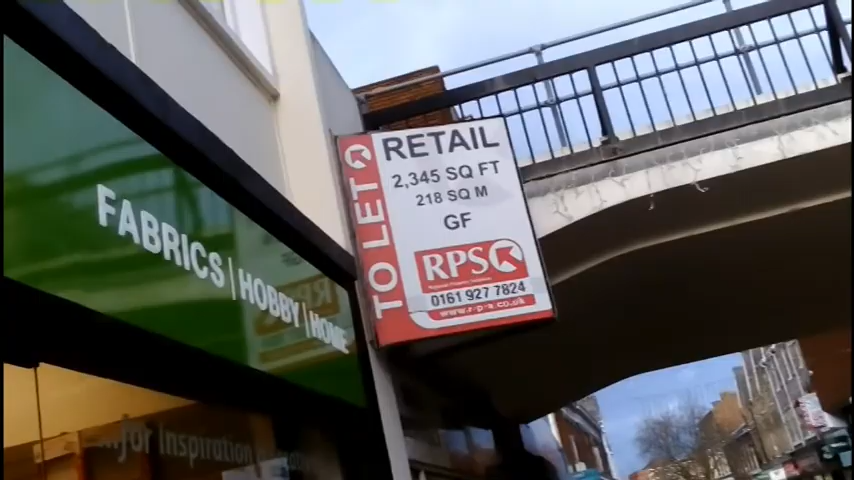 FABRICS | HOBBY | HOME
for Inspiration
TO LET
RETAIL
2,345 SQ FT
218 SQ M
GF
RPS
0161 927 7824
www.r-p-s.co.uk